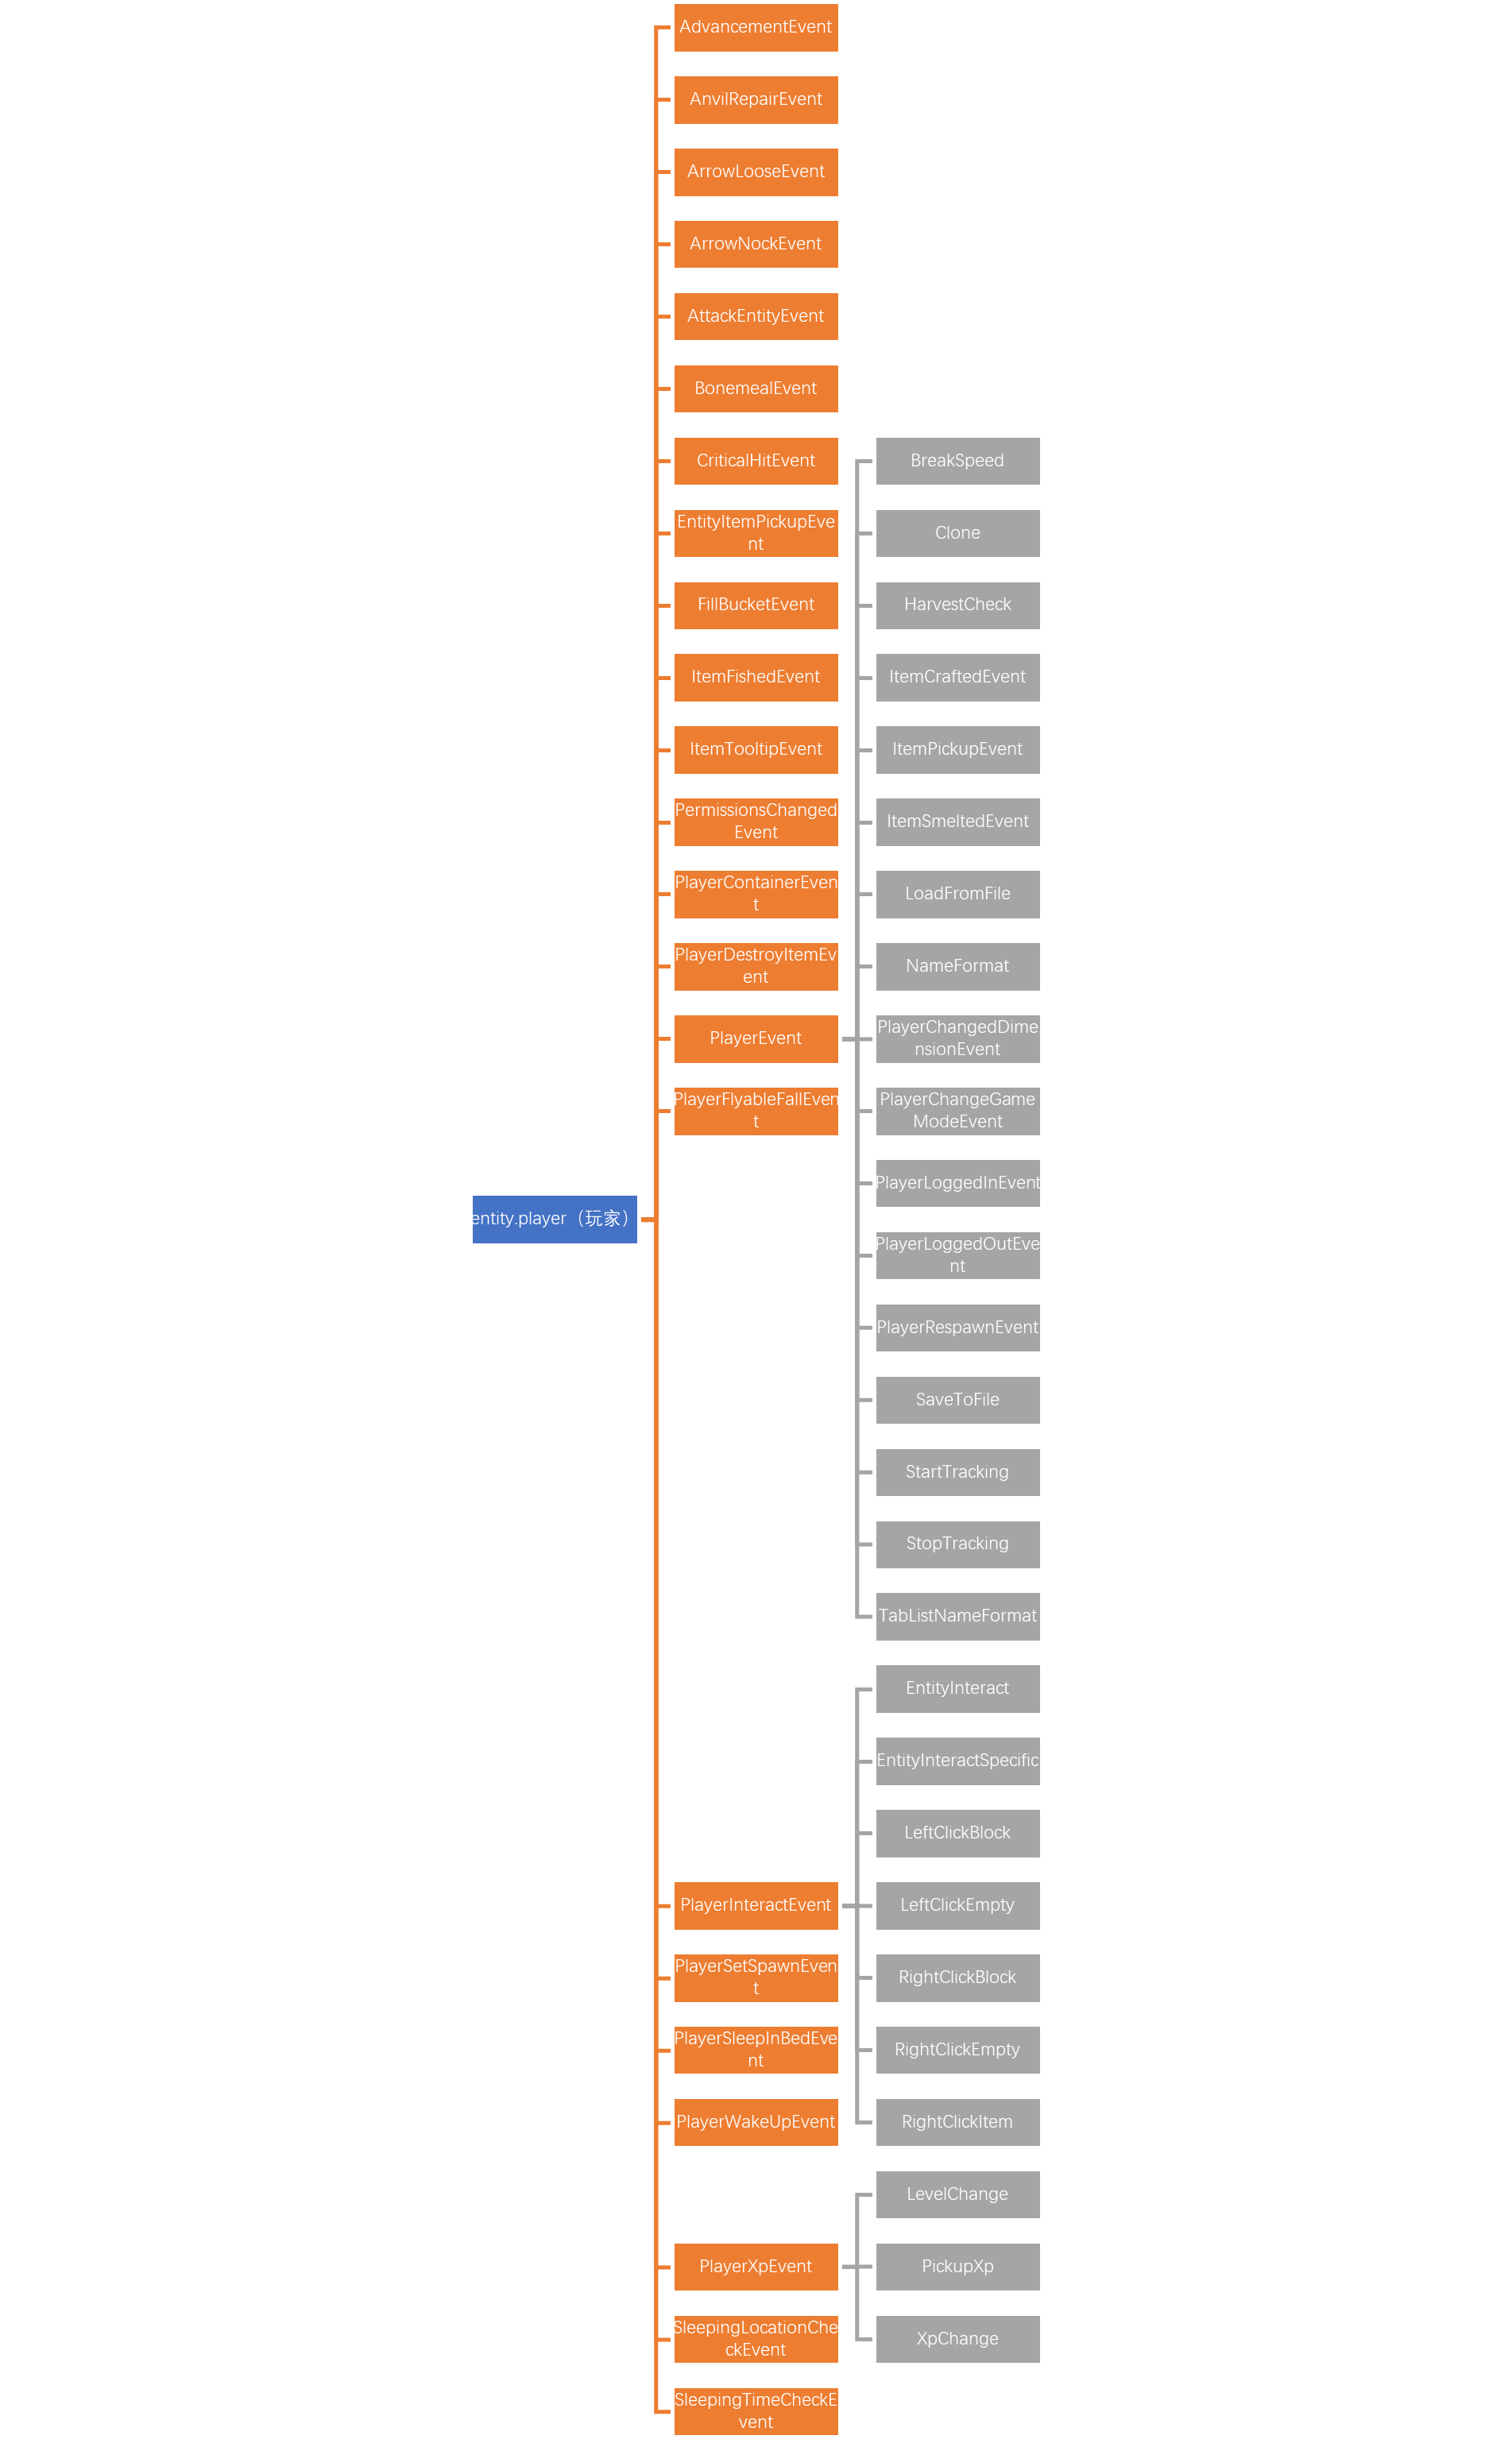 AdvancementEvent
AnvilRepairEvent
ArrowLooseEvent
ArrowNockEvent
AttackEntityEvent
BonemealEvent
CriticalHitEvent
BreakSpeed
EntityItemPickupEve
nt
Clone
FillBucketEvent
HarvestCheck
ItemFishedEvent
ItemCraftedEvent
ItemTooltipEvent
ItemPickupEvent
PermissionsChanged
Event
ItemSmeltedEvent
PlayerContainerEven
t
LoadFromFile
PlayerDestroyItemEv
ent
NameFormat
PlayerEvent
PlayerChangedDime
nsionEvent
PlayerFlyableFallEven
t
PlayerChangeGame
ModeEvent
PlayerLoggedInEvent
entity.player（玩家）
PlayerLoggedOutEve
nt
PlayerRespawnEvent
SaveToFile
StartTracking
StopTracking
TabListNameFormat
EntityInteract
EntityInteractSpecific
LeftClickBlock
PlayerInteractEvent
LeftClickEmpty
PlayerSetSpawnEven
t
RightClickBlock
PlayerSleepInBedEve
nt
RightClickEmpty
PlayerWakeUpEvent
RightClickItem
LevelChange
PlayerXpEvent
PickupXp
SleepingLocationChe
ckEvent
XpChange
SleepingTimeCheckE
vent